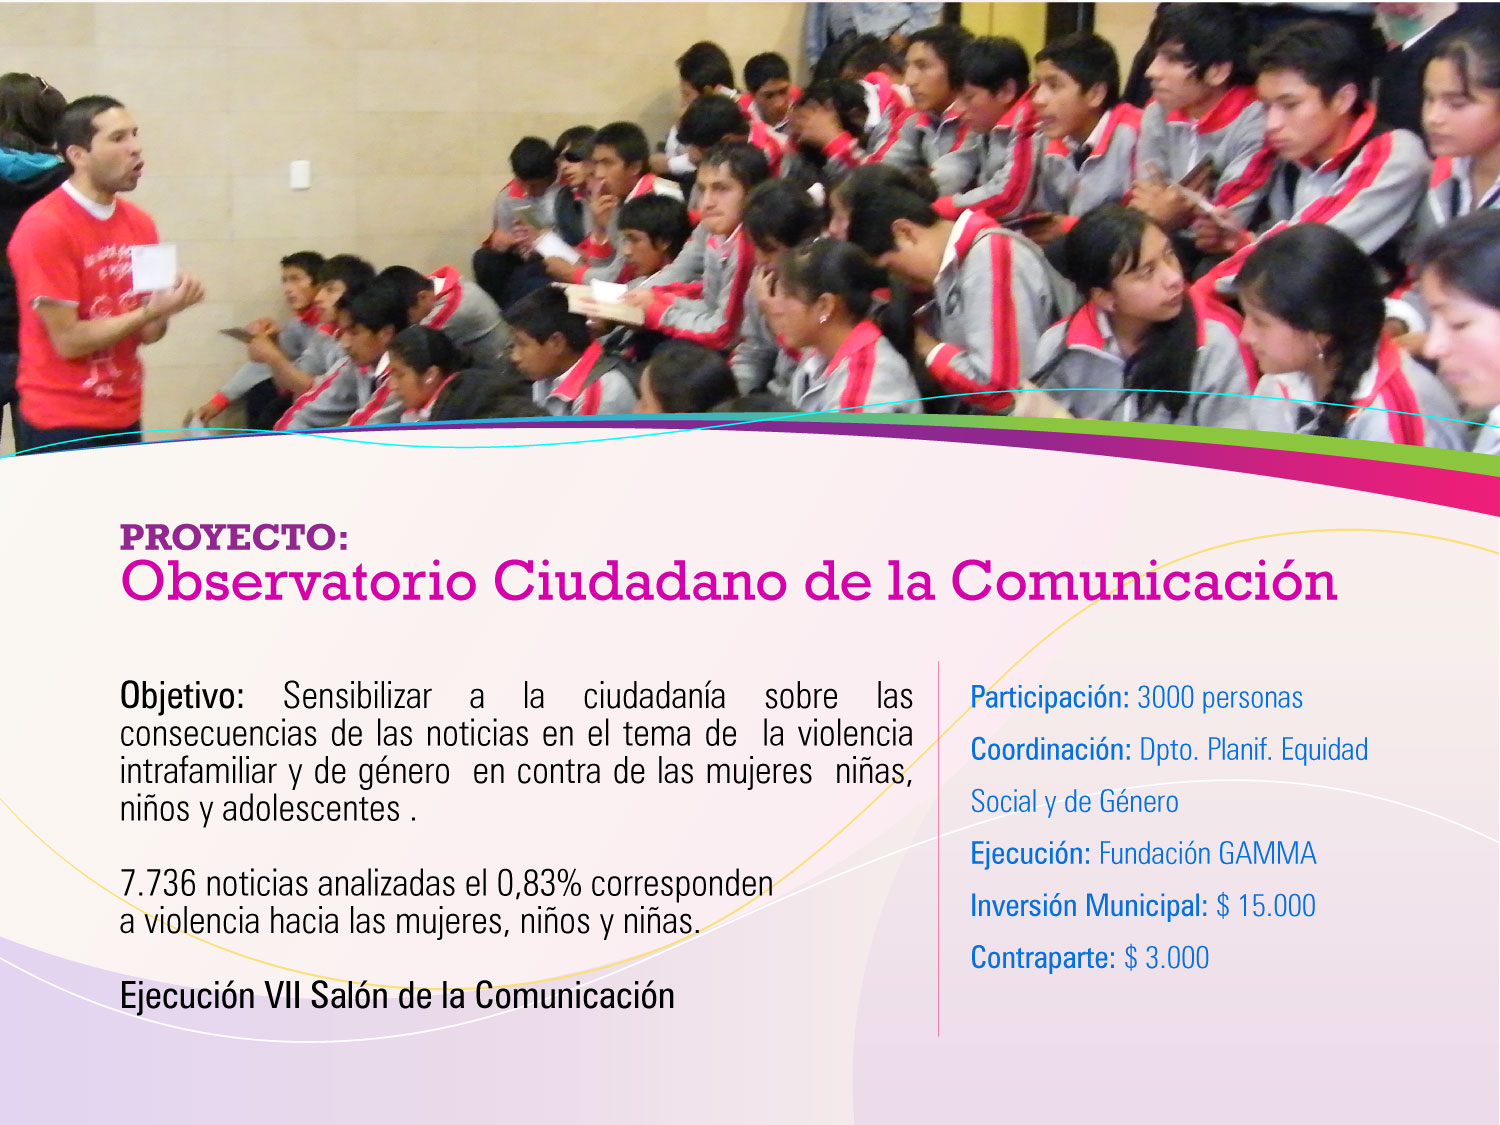 PROYECTO:
Observatorio Ciudadano de la Comunicación
Objetivo: Sensibilizar a la ciudadanía sobre las
consecuencias de las noticias en el tema de la violencia
intrafamiliar y de género en contra de las mujeres niñas,
niños y adolescentes .
7.736 noticias analizadas el 0,83% corresponden
a violencia hacia las mujeres, niños y niñas.
Ejecución VII Salón de la Comunicación
Participación: 3000 personas
Coordinación: Dpto. Planif. Equidad
Social y de Género
Ejecución: Fundación GAMMA
Inversión Municipal: $ 15.000
Contraparte: $ 3.000